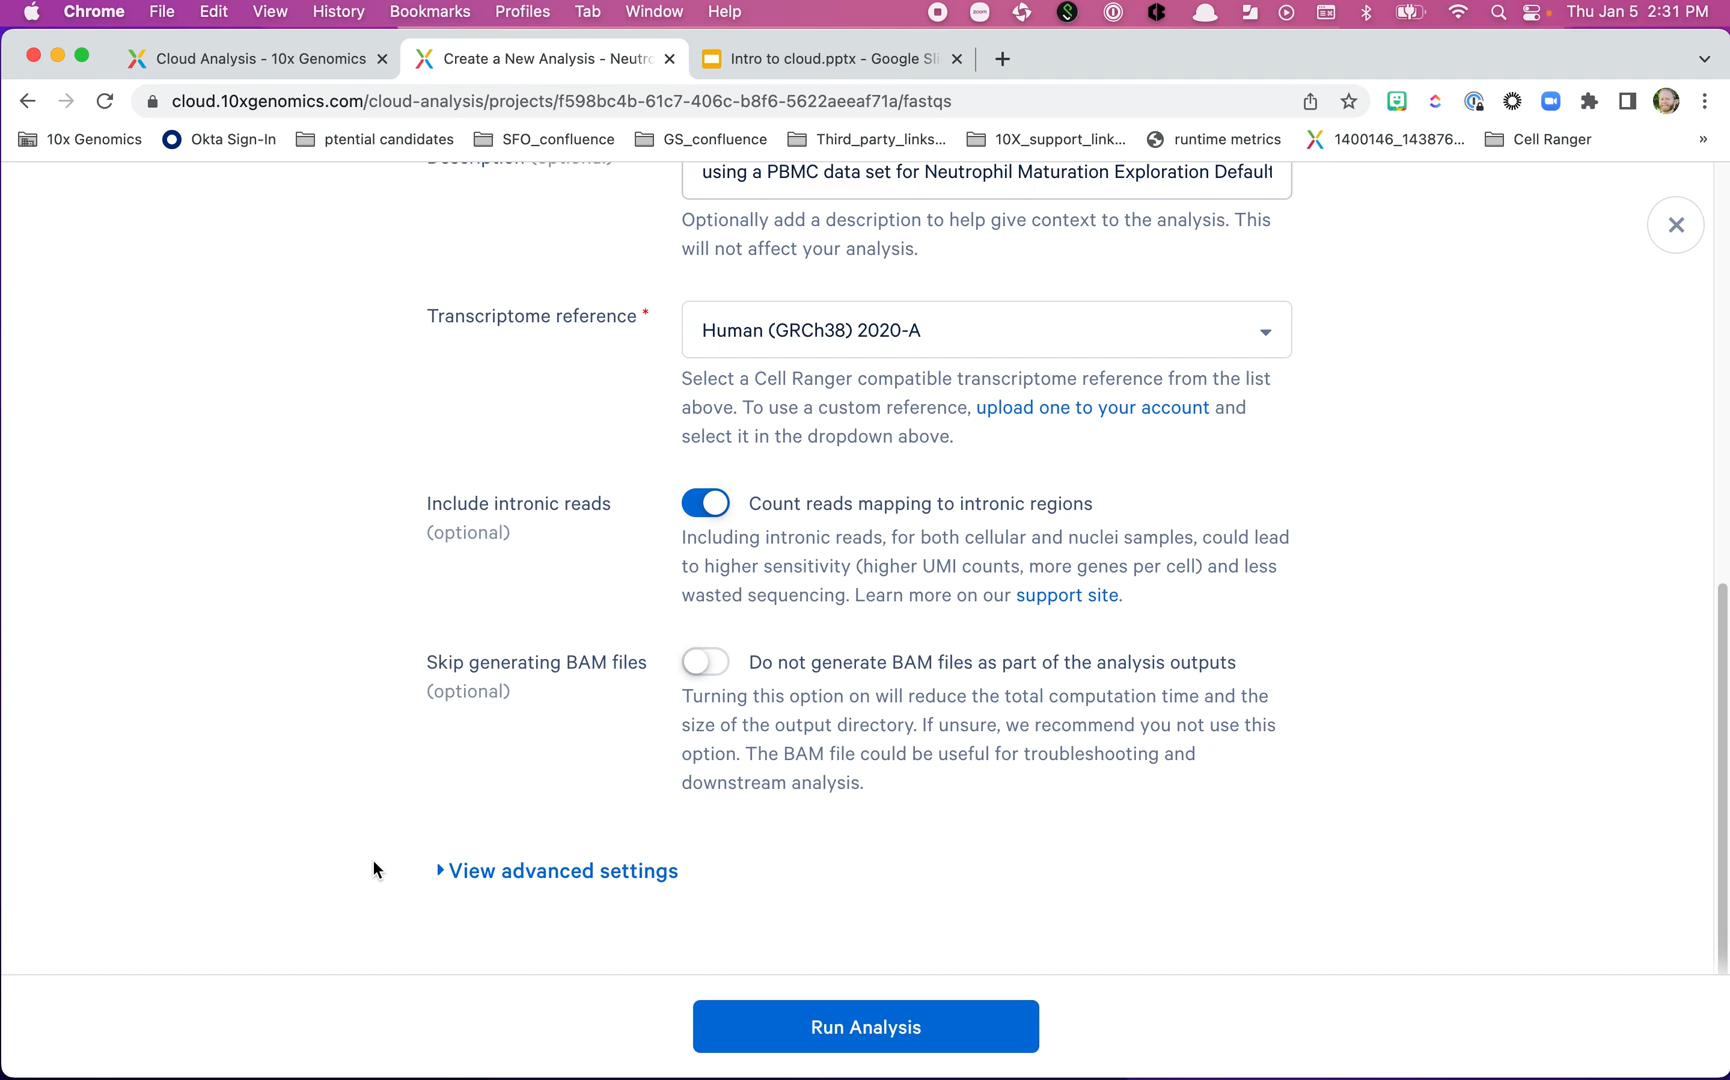 Chrome File Edit View History Bookmarks Profiles Tab Window Help Thu Jan 5 2:31 PM
Cloud Analysis - 10x Genomics Create a New Analysis - Neutro Intro to cloud.pptx - Google Sli
cloud.10xgenomics.com/cloud-analysis/projects/f598bc4b-61c7-406c-b8f6-5622aeeaf71a/fastqs
10x Genomics Okta Sign-In ptential candidates SFO_confluence GS_confluence Third_party_links... 10X_support_link... runtime metrics 1400146_143876... Cell Ranger »
Description (optional)
using a PBMC data set for Neutrophil Maturation Exploration Default
Optionally add a description to help give context to the analysis. This
will not affect your analysis.
Transcriptome reference *
Human (GRCh38) 2020-A
Select a Cell Ranger compatible transcriptome reference from the list
above. To use a custom reference, upload one to your account and
select it in the dropdown above.
Include intronic reads
(optional)
Count reads mapping to intronic regions
Including intronic reads, for both cellular and nuclei samples, could lead
to higher sensitivity (higher UMI counts, more genes per cell) and less
wasted sequencing. Learn more on our support site.
Skip generating BAM files
(optional)
Do not generate BAM files as part of the analysis outputs
Turning this option on will reduce the total computation time and the
size of the output directory. If unsure, we recommend you not use this
option. The BAM file could be useful for troubleshooting and
downstream analysis.
View advanced settings
Run Analysis